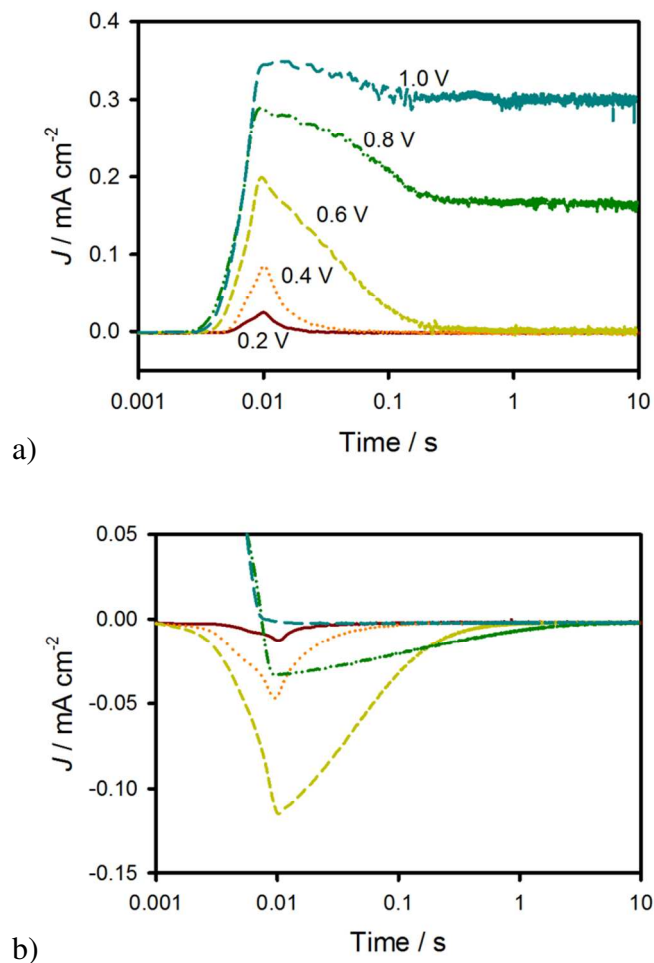 0.4
0.3
0.2
0.1
0.0
J / mA cm⁻²
1.0 V
0.8 V
0.6 V
0.4 V
0.2 V
0.001 0.01 0.1 1 10
Time / s
a)
0.05
0.00
-0.05
-0.10
-0.15
J / mA cm⁻²
0.001 0.01 0.1 1 10
Time / s
b)